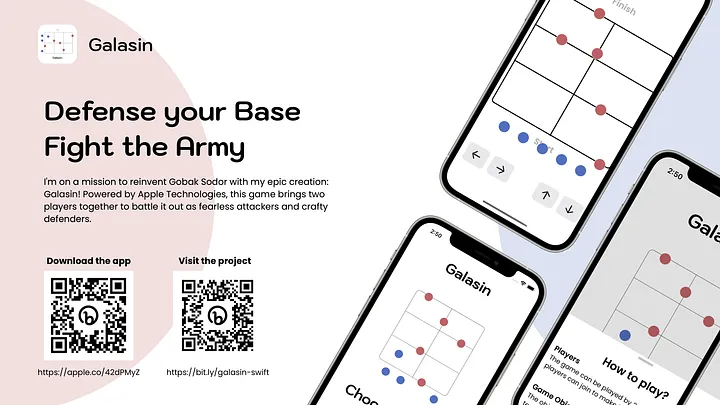 Galasin
Defense your Base
Fight the Army
I'm on a mission to reinvent Gobak Sodor with my epic creation:
Galasin! Powered by Apple Technologies, this game brings two
players together to battle it out as fearless attackers and crafty
defenders.
Download the app
Visit the project
https://apple.co/42dPMyZ
https://bit.ly/galasin-swift
Finish
Start
2:50
Galasin
Choo
2:50
Gala
How to play?
Players
The game can be played by 2
players can join to make
Game Obj
The obj